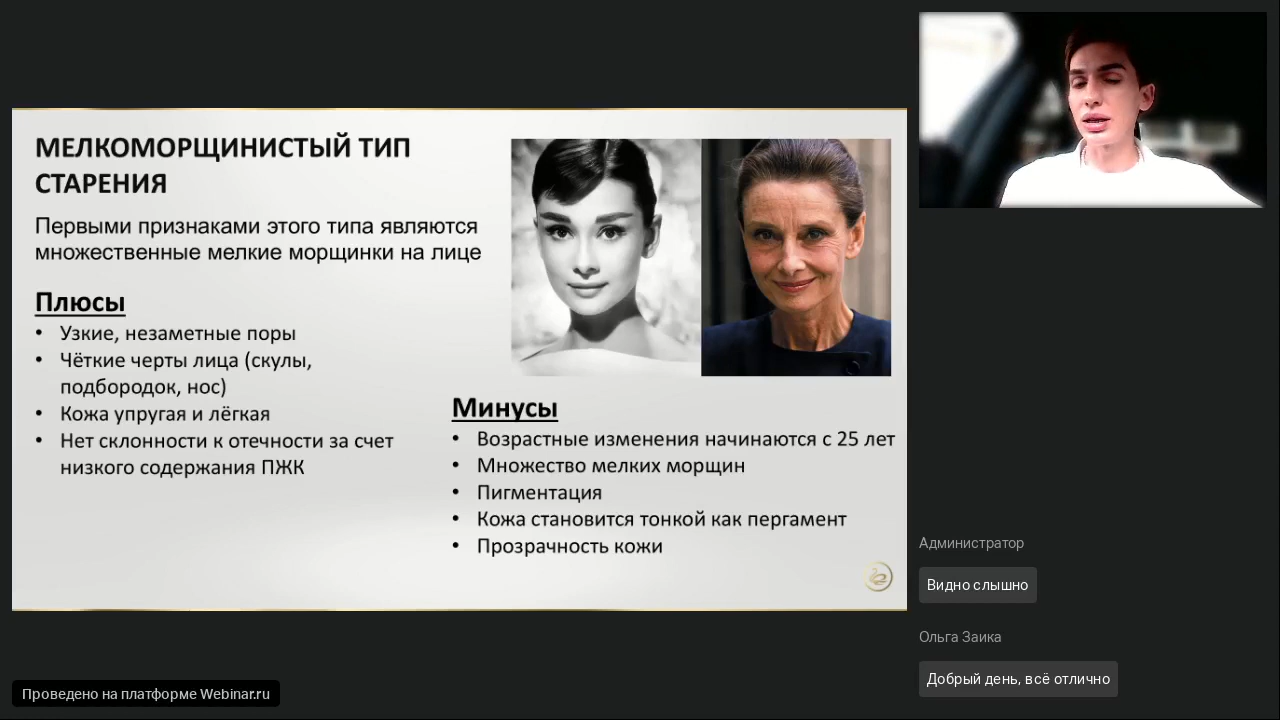 МЕЛКОМОРЩИНИСТЫЙ ТИП
СТАРЕНИЯ
Первыми признаками этого типа являются
множественные мелкие морщинки на лице
Плюсы
• Узкие, незаметные поры
• Чёткие черты лица (скулы,
подбородок, нос)
• Кожа упругая и лёгкая
• Нет склонности к отечности за счет
низкого содержания ПЖК
Минусы
• Возрастные изменения начинаются с 25 лет
• Множество мелких морщин
• Пигментация
• Кожа становится тонкой как пергамент
• Прозрачность кожи
Администратор
Видно слышно
Ольга Заика
Добрый день, всё отлично
Проведено на платформе Webinar.ru